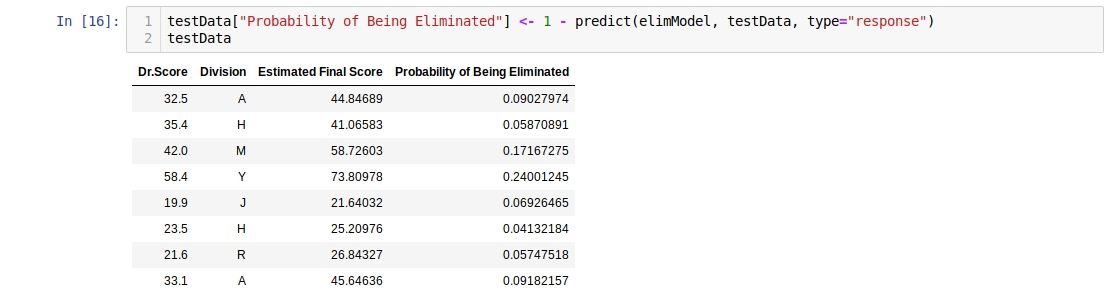 In [16]:
1 testData["Probability of Being Eliminated"] <- 1 - predict(elimModel, testData, type="response")
2 testData
Dr.Score Division Estimated Final Score Probability of Being Eliminated
32.5 A 44.84689 0.09027974
35.4 H 41.06583 0.05870891
42.0 M 58.72603 0.17167275
58.4 Y 73.80978 0.24001245
19.9 J 21.64032 0.06926465
23.5 H 25.20976 0.04132184
21.6 R 26.84327 0.05747518
33.1 A 45.64636 0.09182157